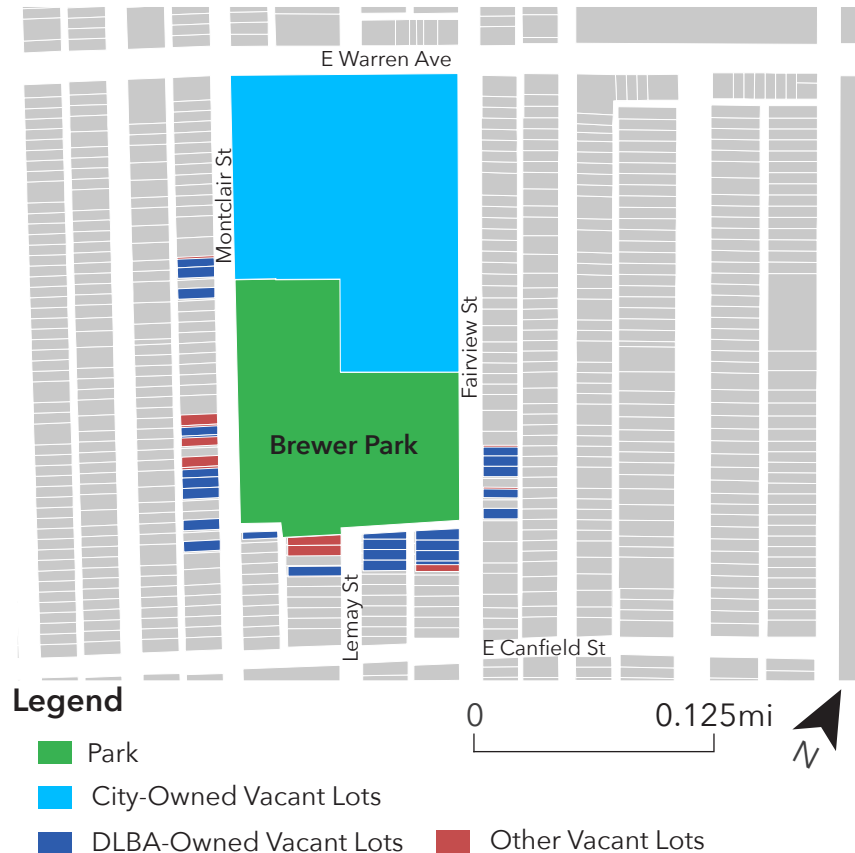 E Warren Ave
Montclair St
Fairview St
Brewer Park
Lemay St
E Canfield St
Legend
0 0.125mi
N
Park
City-Owned Vacant Lots
DLBA-Owned Vacant Lots
Other Vacant Lots